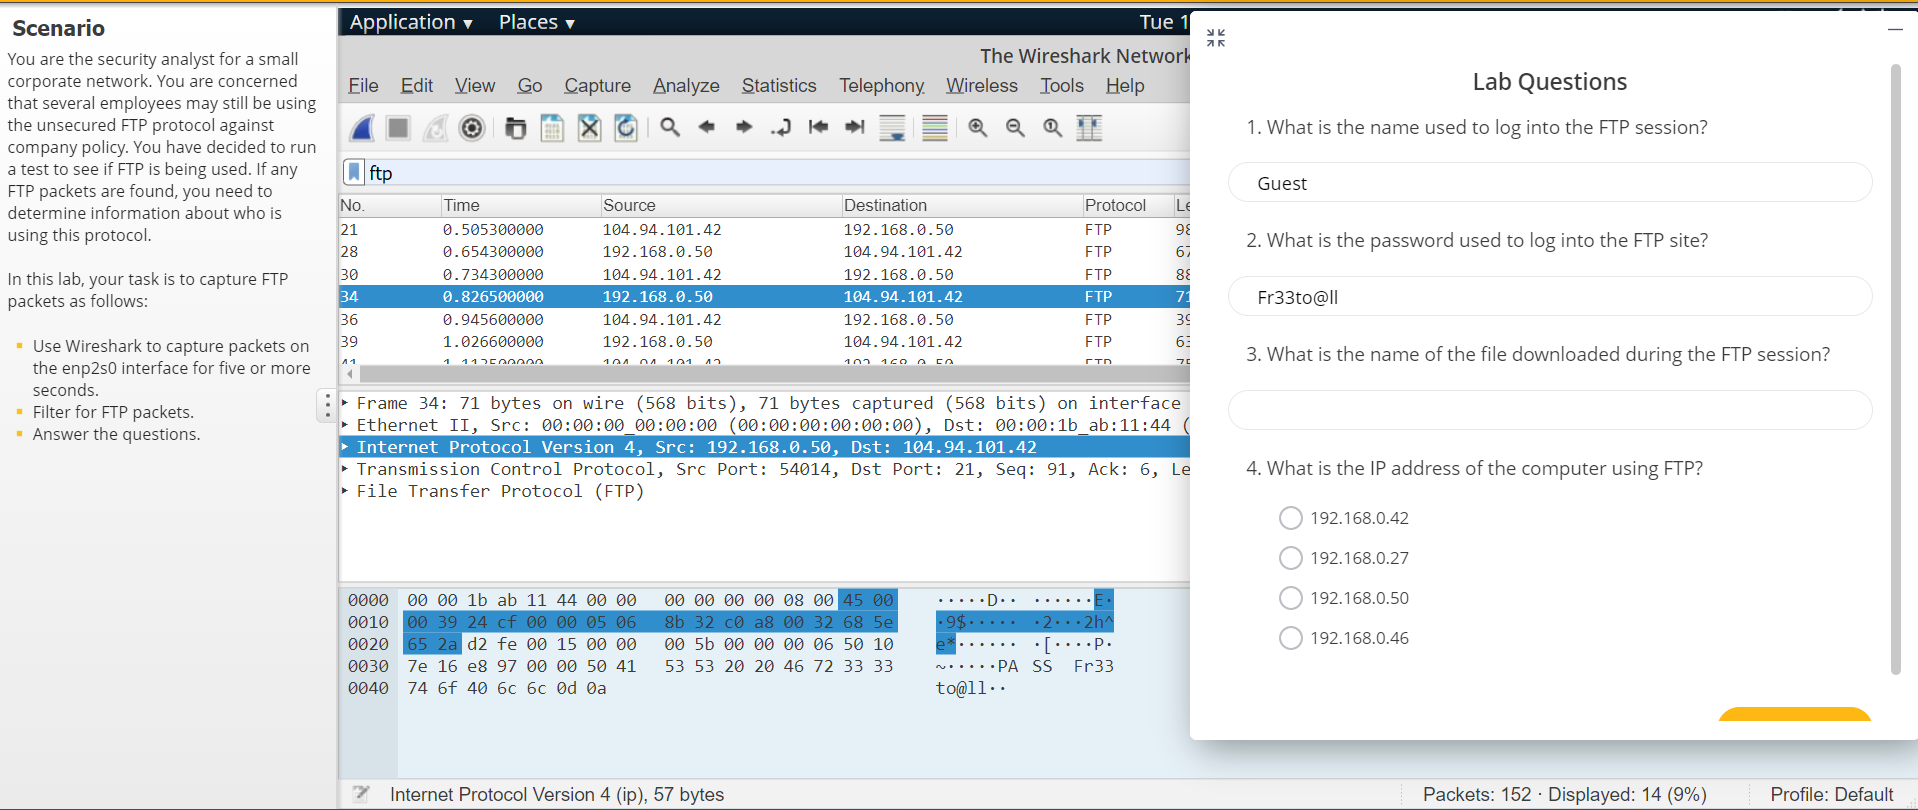 Scenario
You are the security analyst for a small
corporate network. You are concerned
that several employees may still be using
the unsecured FTP protocol against
company policy. You have decided to run
a test to see if FTP is being used. If any
FTP packets are found, you need to
determine information about who is
using this protocol.
In this lab, your task is to capture FTP
packets as follows:
Use Wireshark to capture packets on
the enp2s0 interface for five or more
seconds.
Filter for FTP packets.
Answer the questions.
Application ▾ Places ▾ Tue 1
The Wireshark Network
File Edit View Go Capture Analyze Statistics Telephony Wireless Tools Help
ftp
No. Time Source Destination Protocol Le
21 0.505300000 104.94.101.42 192.168.0.50 FTP 98
28 0.654300000 192.168.0.50 104.94.101.42 FTP 67
30 0.734300000 104.94.101.42 192.168.0.50 FTP 88
34 0.826500000 192.168.0.50 104.94.101.42 FTP 71
36 0.945600000 104.94.101.42 192.168.0.50 FTP 39
39 1.026600000 192.168.0.50 104.94.101.42 FTP 63
41 1.112500000 104.94.101.42 192.168.0.50 FTP
Frame 34: 71 bytes on wire (568 bits), 71 bytes captured (568 bits) on interface
Ethernet II, Src: 00:00:00_00:00:00 (00:00:00:00:00:00), Dst: 00:00:1b_ab:11:44 (
Internet Protocol Version 4, Src: 192.168.0.50, Dst: 104.94.101.42
Transmission Control Protocol, Src Port: 54014, Dst Port: 21, Seq: 91, Ack: 6, Le
File Transfer Protocol (FTP)
0000 00 00 1b ab 11 44 00 00 00 00 00 00 08 00 45 00 ·····D·· ······E·
0010 00 39 24 cf 00 00 05 06 8b 32 c0 a8 00 32 68 5e ·9$····· ·2···2h^
0020 65 2a d2 fe 00 15 00 00 00 5b 00 00 00 06 50 10 e*······ ·[····P·
0030 7e 16 e8 97 00 00 50 41 53 53 20 20 46 72 33 33 ~·····PA SS  Fr33
0040 74 6f 40 6c 6c 0d 0a to@ll··
Internet Protocol Version 4 (ip), 57 bytes
Packets: 152 · Displayed: 14 (9%)
Profile: Default
Lab Questions
1. What is the name used to log into the FTP session?
Guest
2. What is the password used to log into the FTP site?
Fr33to@ll
3. What is the name of the file downloaded during the FTP session?
4. What is the IP address of the computer using FTP?
192.168.0.42
192.168.0.27
192.168.0.50
192.168.0.46